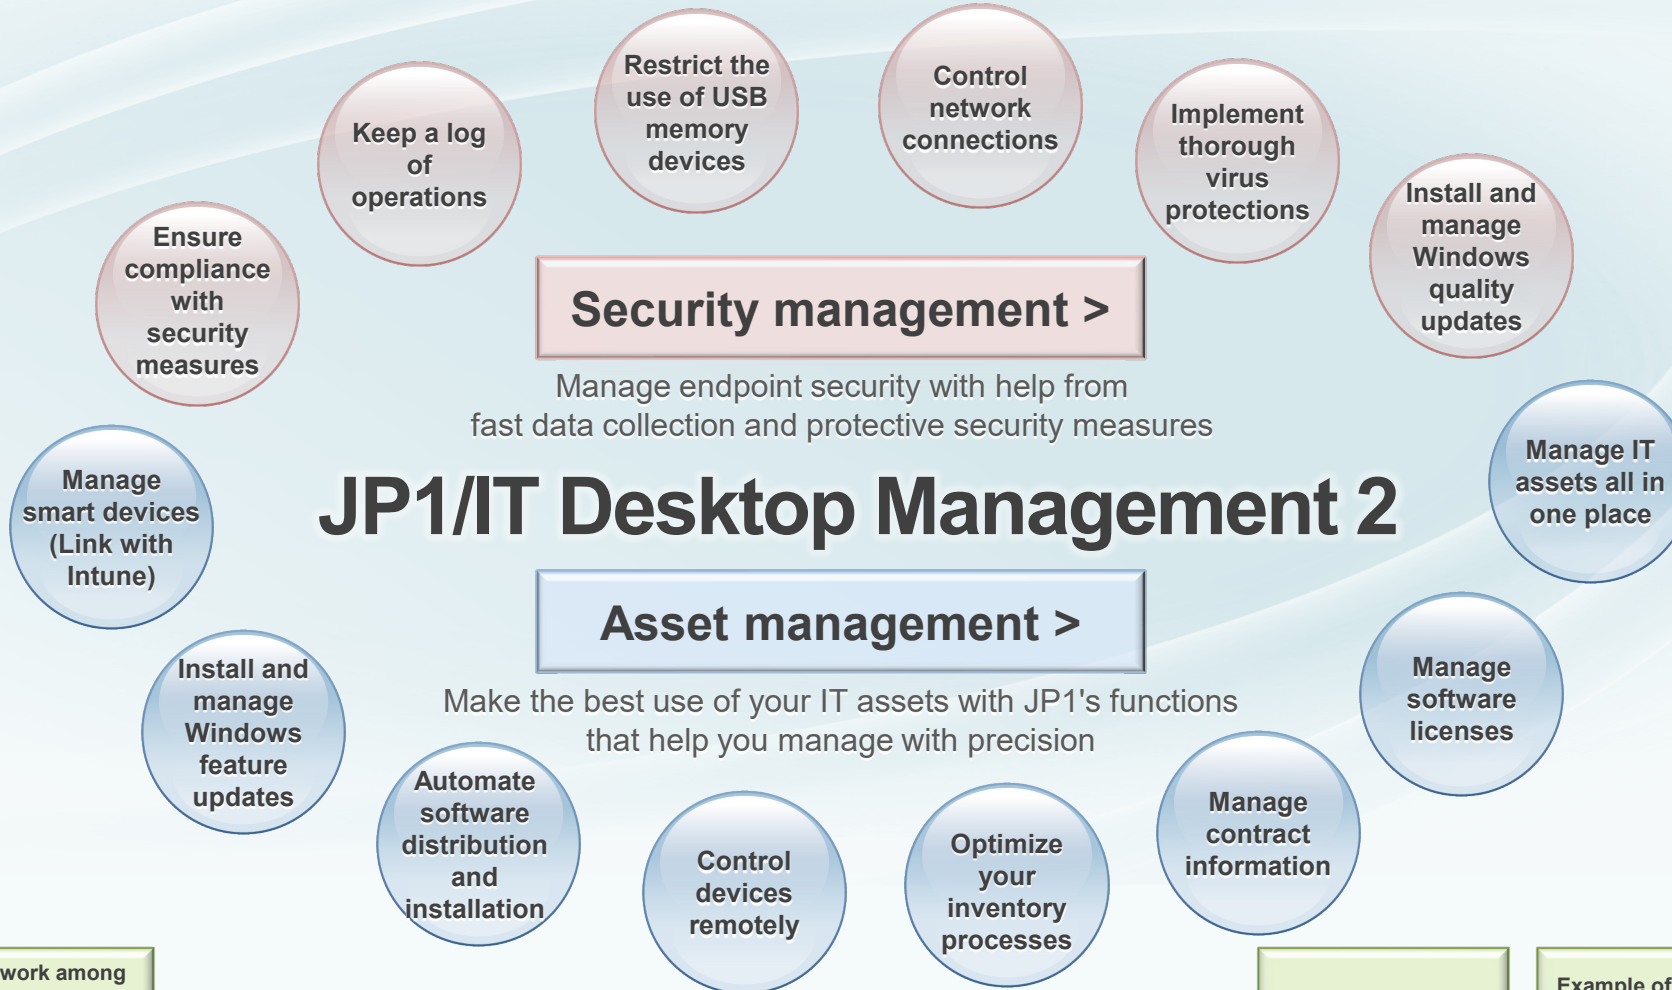 Restrict the
use of USB
memory
devices
Control
network
connections
Keep a log
of
operations
Implement
thorough
virus
protections
Install and
manage
Windows
quality
updates
Ensure
compliance
with
security
measures
Security management >
Manage endpoint security with help from
fast data collection and protective security measures
Manage
smart devices
(Link with
Intune)
JP1/IT Desktop Management 2
Manage IT
assets all in
one place
Asset management >
Make the best use of your IT assets with JP1's functions
that help you manage with precision
Install and
manage
Windows
feature
updates
Manage
software
licenses
Automate
software
distribution
and
installation
Control
devices
remotely
Optimize
your
inventory
processes
Manage
contract
information
work among
Example of